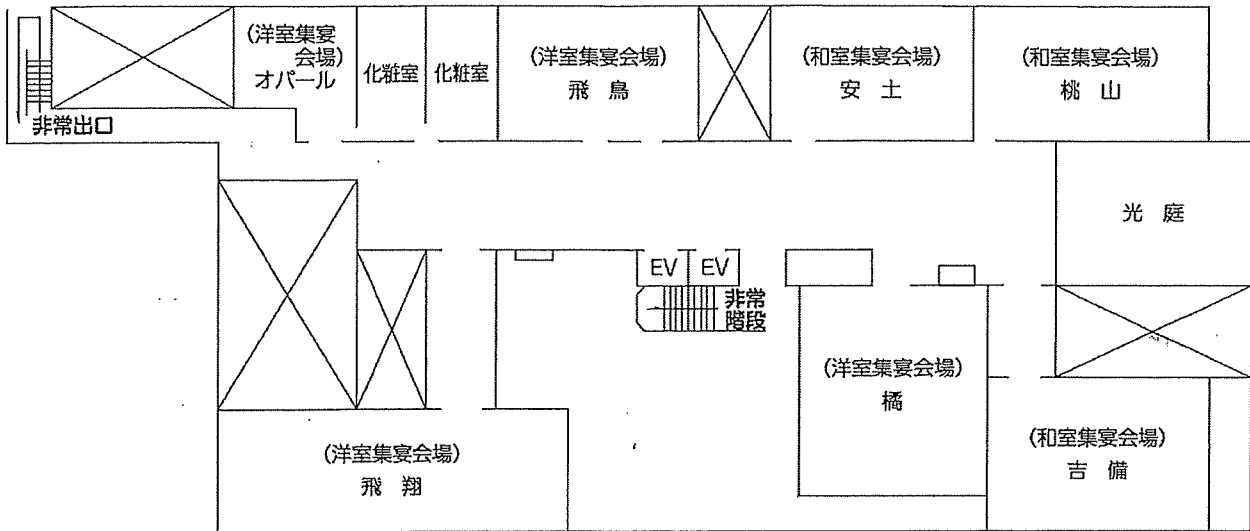 (洋室集宴
会場)
オパール
化粧室
化粧室
(洋室集宴会場)
飛 鳥
(和室集宴会場)
安 土
(和室集宴会場)
桃 山
非常出口
光 庭
EV
EV
非常
階段
(洋室集宴会場)
橘
(洋室集宴会場)
飛 翔
(和室集宴会場)
吉 備